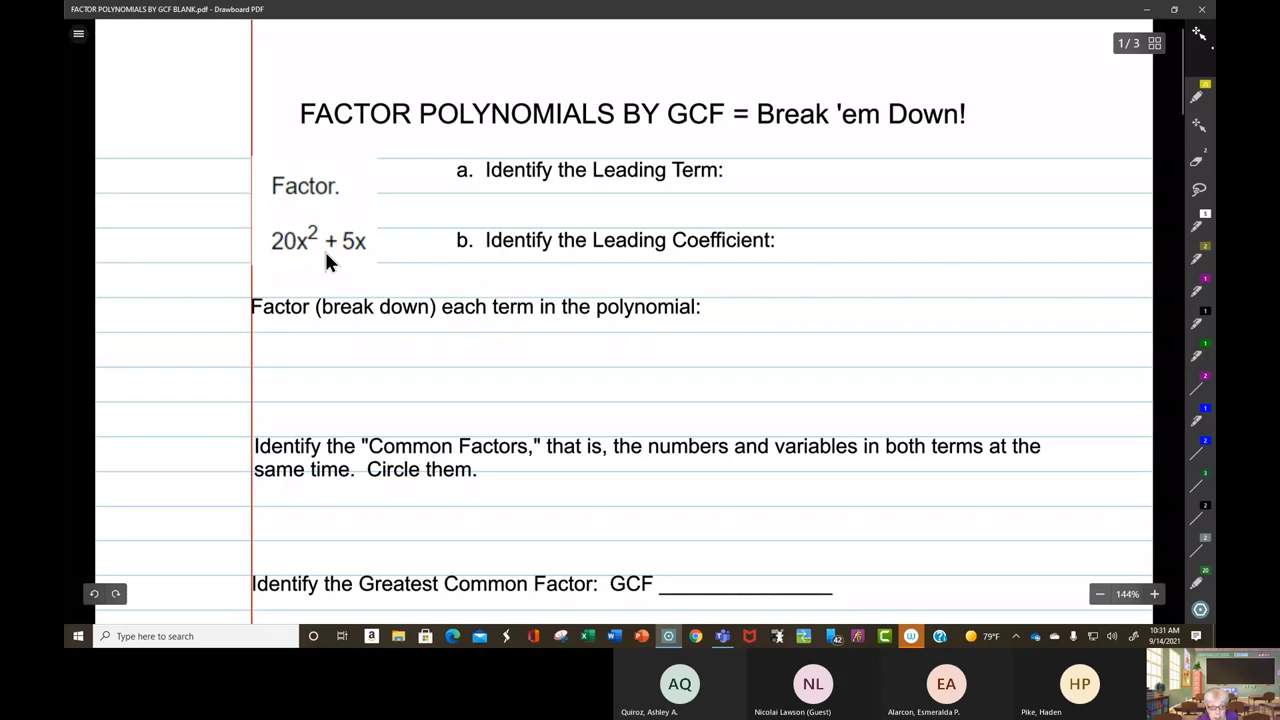 FACTOR POLYNOMIALS BY GCF BLANK.pdf - Drawboard PDF
1 / 3
FACTOR POLYNOMIALS BY GCF = Break 'em Down!
a. Identify the Leading Term:
Factor.
20x² + 5x
b. Identify the Leading Coefficient:
Factor (break down) each term in the polynomial:
Identify the "Common Factors," that is, the numbers and variables in both terms at the
same time. Circle them.
Identify the Greatest Common Factor: GCF ________________
144%
Type here to search
79°F
10:31 AM
9/14/2021
AQ
NL
EA
HP
Quiroz, Ashley A.
Nicolai Lawson (Guest)
Alarcon, Esmeralda P.
Pike, Haden